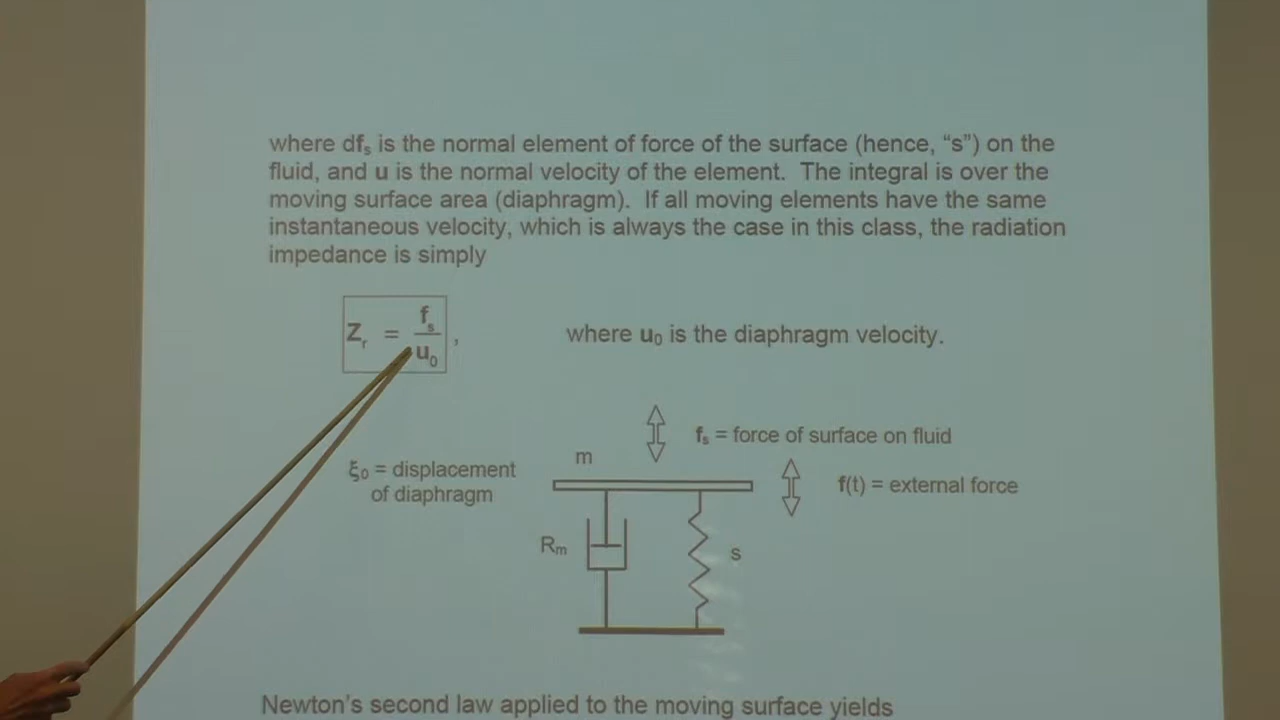 where dfs is the normal element of force of the surface (hence, “s”) on the
fluid, and u is the normal velocity of the element. The integral is over the
moving surface area (diaphragm). If all moving elements have the same
instantaneous velocity, which is always the case in this class, the radiation
impedance is simply
Zr = fs / u0 , where u0 is the diaphragm velocity.
fs = force of surface on fluid
m
ξ0 = displacement
of diaphragm
f(t) = external force
Rm
s
Newton’s second law applied to the moving surface yields